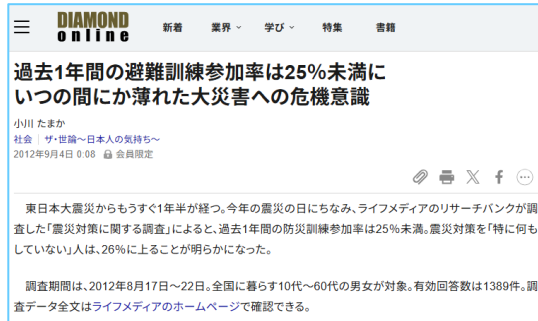 DIAMOND online 新着 業界 学び 特集 書籍
過去1年間の避難訓練参加率は25%未満に
いつの間にか薄れた大災害への危機意識
小川 たまか
社会 ザ・世論~日本人の気持ち~
2012年9月4日 0:08 会員限定
東日本大震災からもうすぐ1年半が経つ。今年の震災の日にちなみ、ライフメディアのリサーチバンクが調
査した「震災対策に関する調査」によると、過去1年間の防災訓練参加率は25%未満。震災対策を「特に何も
していない」人は、26%に上ることが明らかになった。
調査期間は、2012年8月17日~22日。全国に暮らす10代~60代の男女が対象。有効回答数は1389件。調
査データ全文はライフメディアのホームページで確認できる。